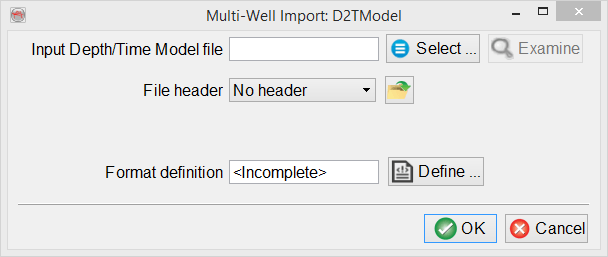 Multi-Well Import: D2TModel
Input Depth/Time Model file Select ... Examine
File header No header
Format definition <Incomplete> Define ...
OK Cancel